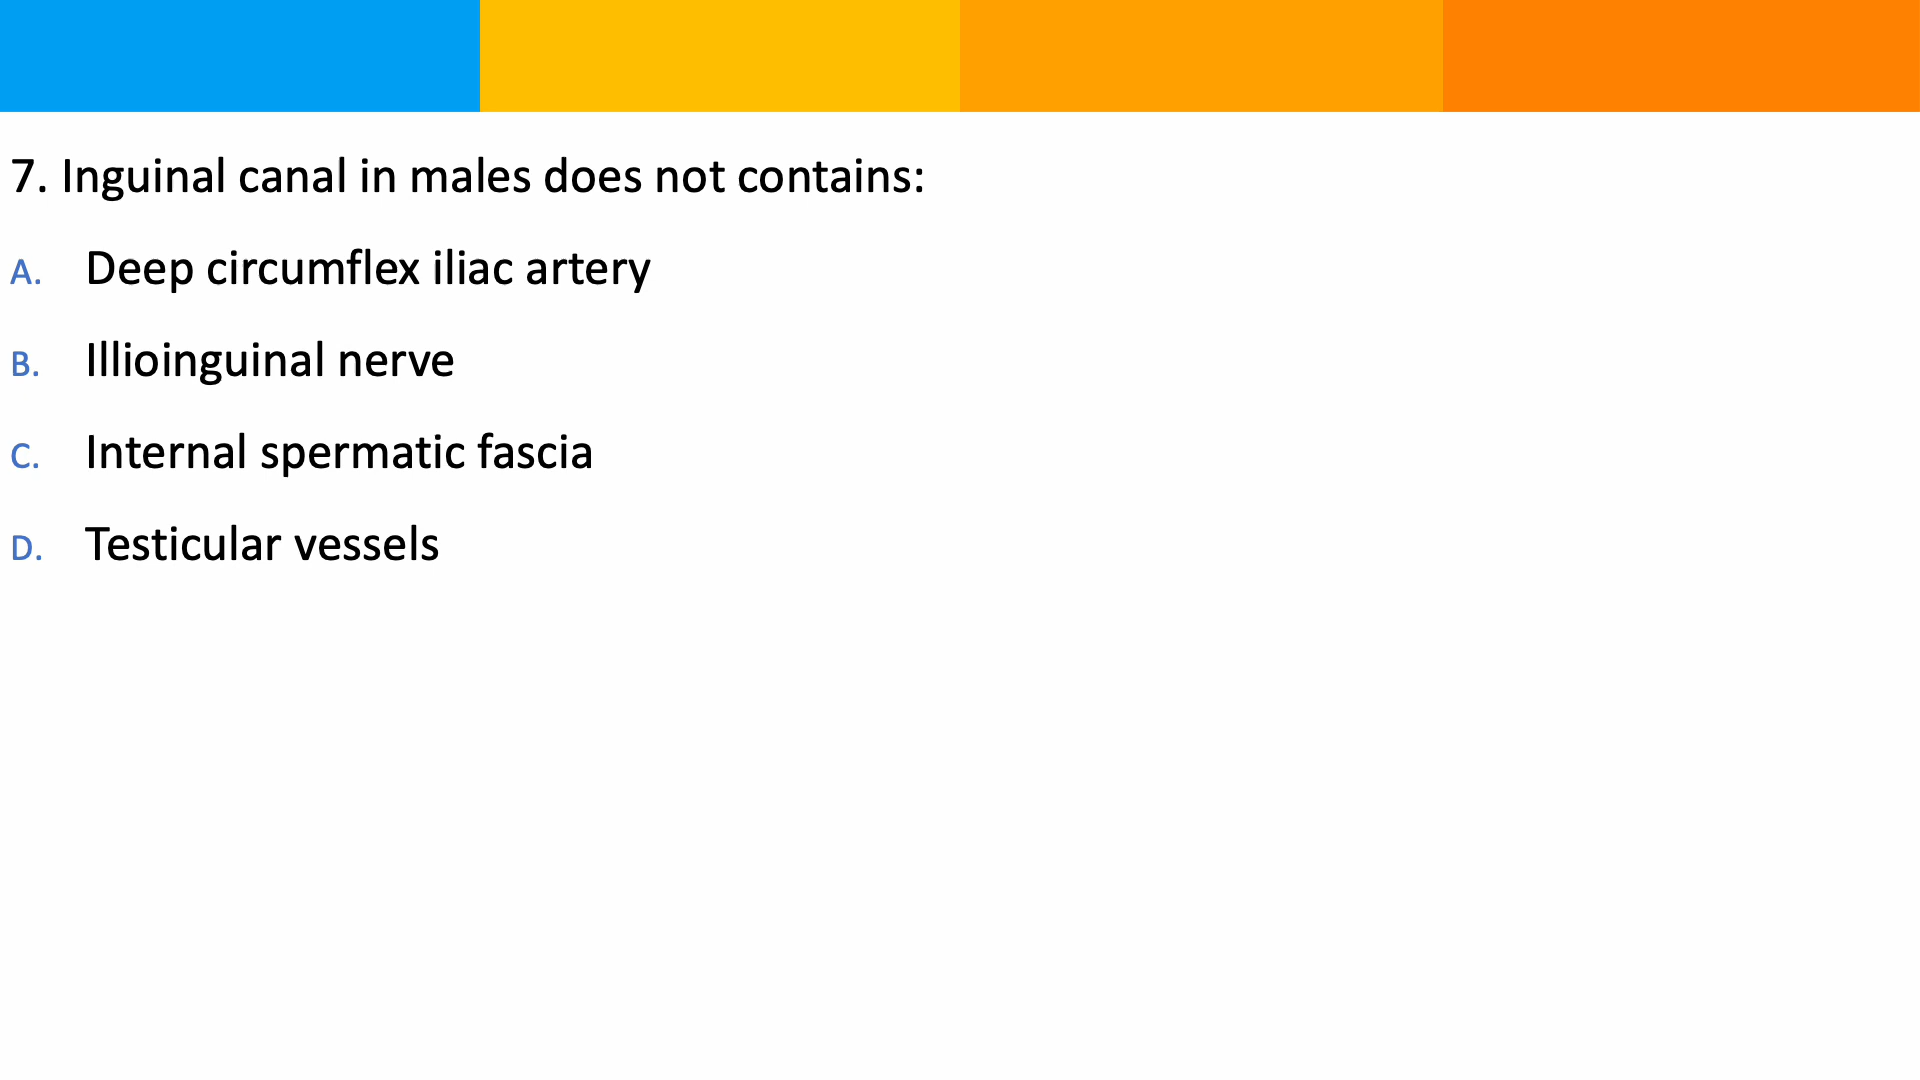 7. Inguinal canal in males does not contains:
A. Deep circumflex iliac artery
B. Illioinguinal nerve
C. Internal spermatic fascia
D. Testicular vessels